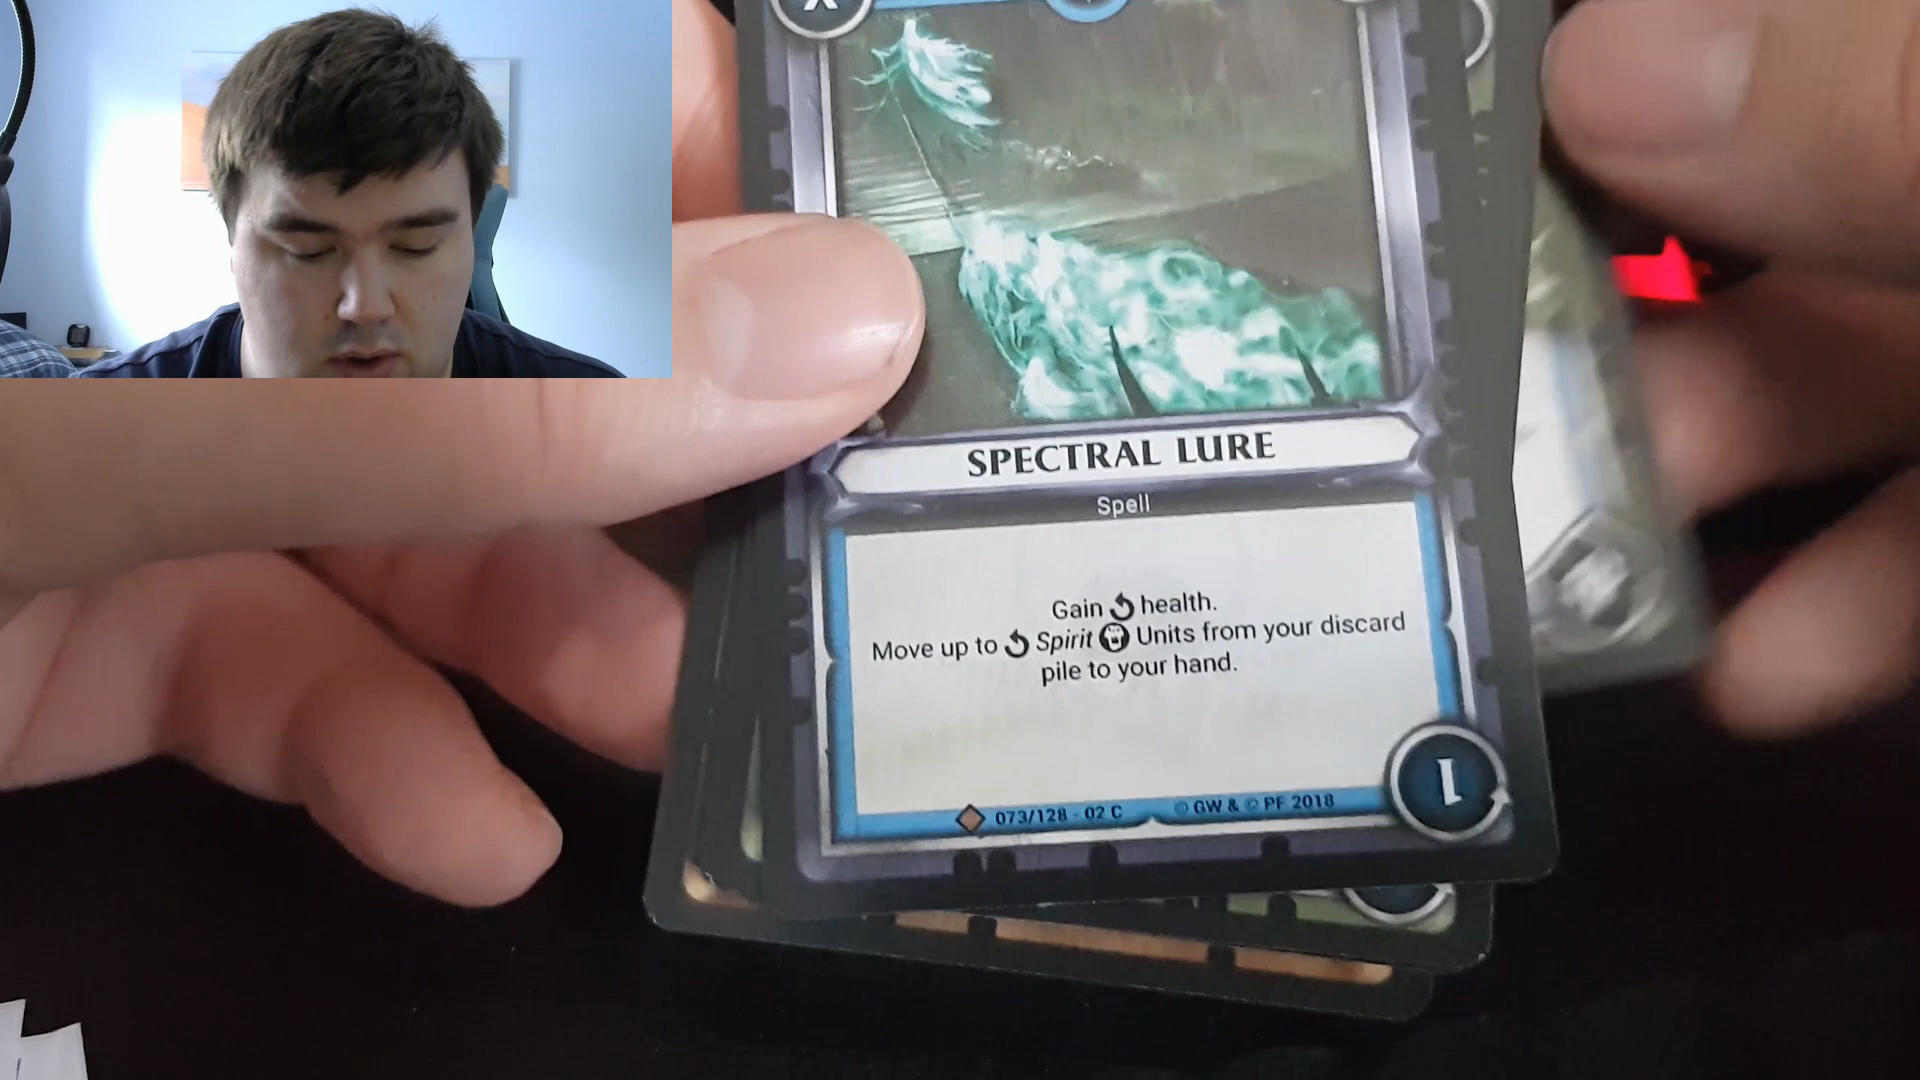 X
SPECTRAL LURE
Spell
Gain health.
Move up to Spirit Units from your discard
pile to your hand.
073/128 - 02 C © GW & © PF 2018
1